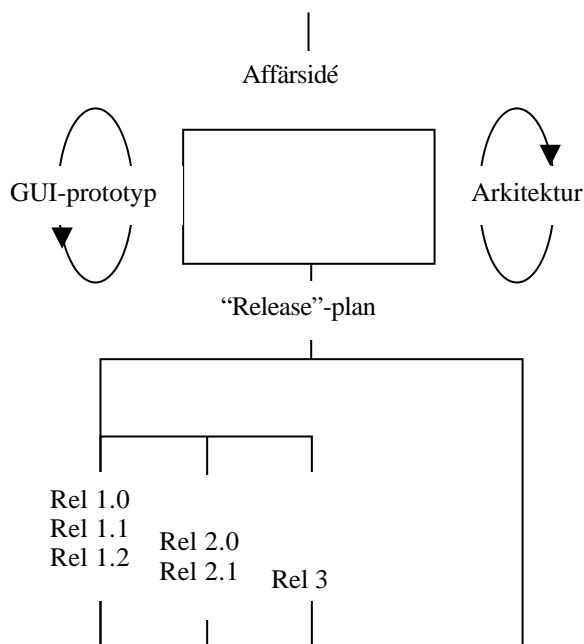 Affärsidé
GUI-prototyp
Arkitektur
“Release”-plan
Rel 1.0
Rel 1.1
Rel 1.2
Rel 2.0
Rel 2.1
Rel 3